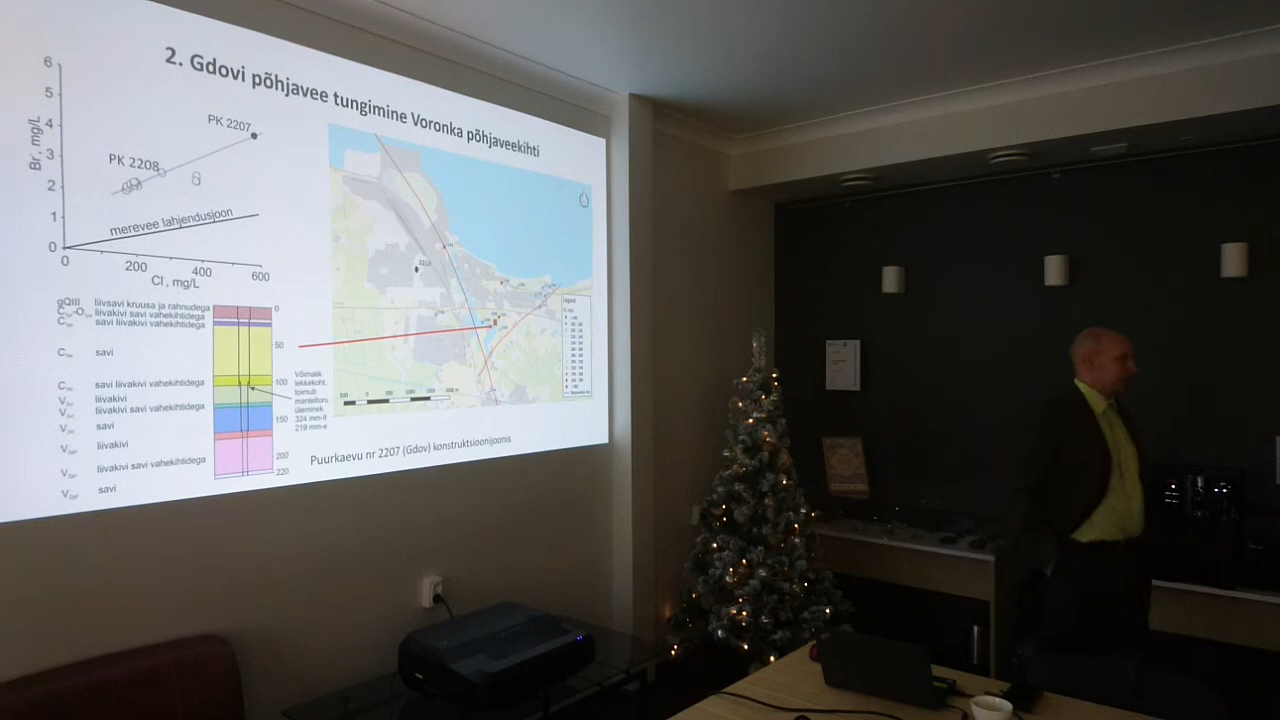 2. Gdovi põhjavee tungimine Voronka põhjaveekihti
6
5
4
3
2
1
0
Br, mg/L
PK 2207
PK 2208
merevee lahjendusjoon
0
200
400
600
Cl, mg/L
gQIII liivsavi kruusa ja rahnudega
liivakivi savi vahekihtidega
savi liivakivi vahekihtidega
savi
savi liivakivi vahekihtidega
liivakivi
liivakivi savi vahekihtidega
savi
liivakivi
liivakivi savi vahekihtidega
savi
0
50
100
150
200
220
Võimalik
lekkekoht,
toimub
manteltoru
üleminek
324 mm-lt
219 mm-e
Legend
Puurkaevu nr 2207 (Gdov) konstruktsioonijoonis